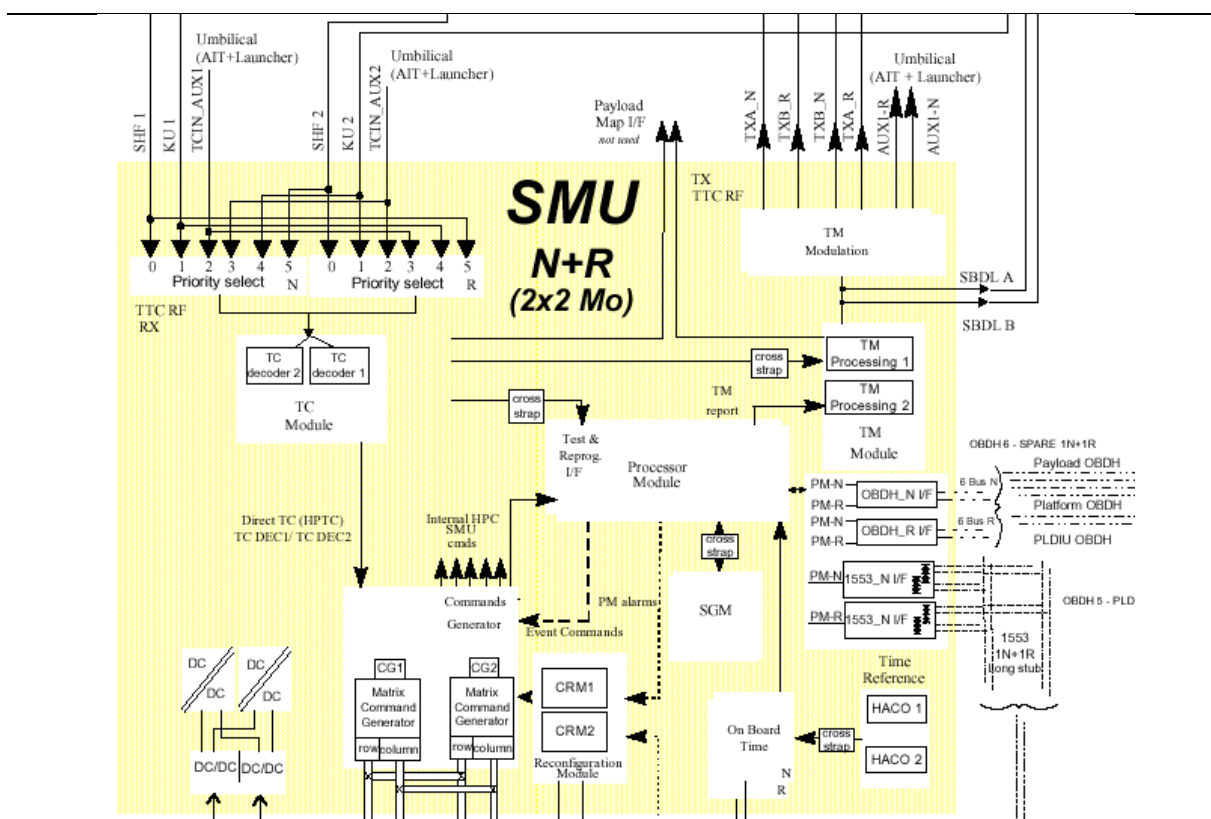 Umbilical
(AIT+Launcher)
Umbilical
(AIT+Launcher)
Umbilical
(AIT + Launcher)
SHF 1
KU 1
TCIN_AUX1
SHF 2
KU 2
TCIN_AUX2
Payload
Map I/F
not used
TXA_N
TXB_R
TXB_N
TXA_R
AUX1-R
AUX1-N
SMU
N+R
(2x2 Mo)
TX
TTC RF
TM
Modulation
0 1 2 3 4 5
Priority select N
0 1 2 3 4 5
Priority select R
TTC RF
RX
SBDL A
SBDL B
TC
decoder 2
TC
decoder 1
TC
Module
cross
strap
TM
Processing 1
TM
Processing 2
TM
Module
cross
strap
TM
report
Test &
Reprog.
I/F
Processor
Module
OBDH 6 - SPARE 1N+1R
Payload OBDH
PM-N
PM-R
OBDH_N I/F
6 Bus N
Platform OBDH
PM-N
PM-R
OBDH_R I/F
6 Bus R
PLDIU OBDH
Direct TC (HPTC)
TC DEC1/ TC DEC2
Internal HPC
SMU
cmds
cross
strap
PM-N
1553_N I/F
PM-R
1553_N I/F
OBDH 5 - PLD
1553
1N+1R
long stub
Commands
Generator
PM alarms
Event Commands
SGM
Time
Reference
DC
DC
DC
DC
CG1
Matrix
Command
Generator
row column
CG2
Matrix
Command
Generator
row column
CRM1
CRM2
Reconfiguration
Module
On Board
Time
N
R
cross
strap
HACO 1
HACO 2
DC/DC
DC/DC